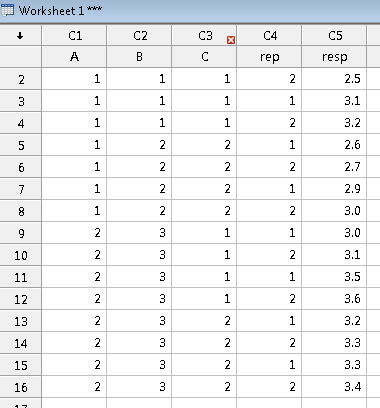 Worksheet 1 ***
C1 C2 C3 C4 C5
A B C rep resp
2 1 1 1 2 2.5
3 1 1 1 1 3.1
4 1 1 1 2 3.2
5 1 2 2 1 2.6
6 1 2 2 2 2.7
7 1 2 2 1 2.9
8 1 2 2 2 3.0
9 2 3 1 1 3.0
10 2 3 1 2 3.1
11 2 3 1 1 3.5
12 2 3 1 2 3.6
13 2 3 2 1 3.2
14 2 3 2 2 3.3
15 2 3 2 1 3.3
16 2 3 2 2 3.4